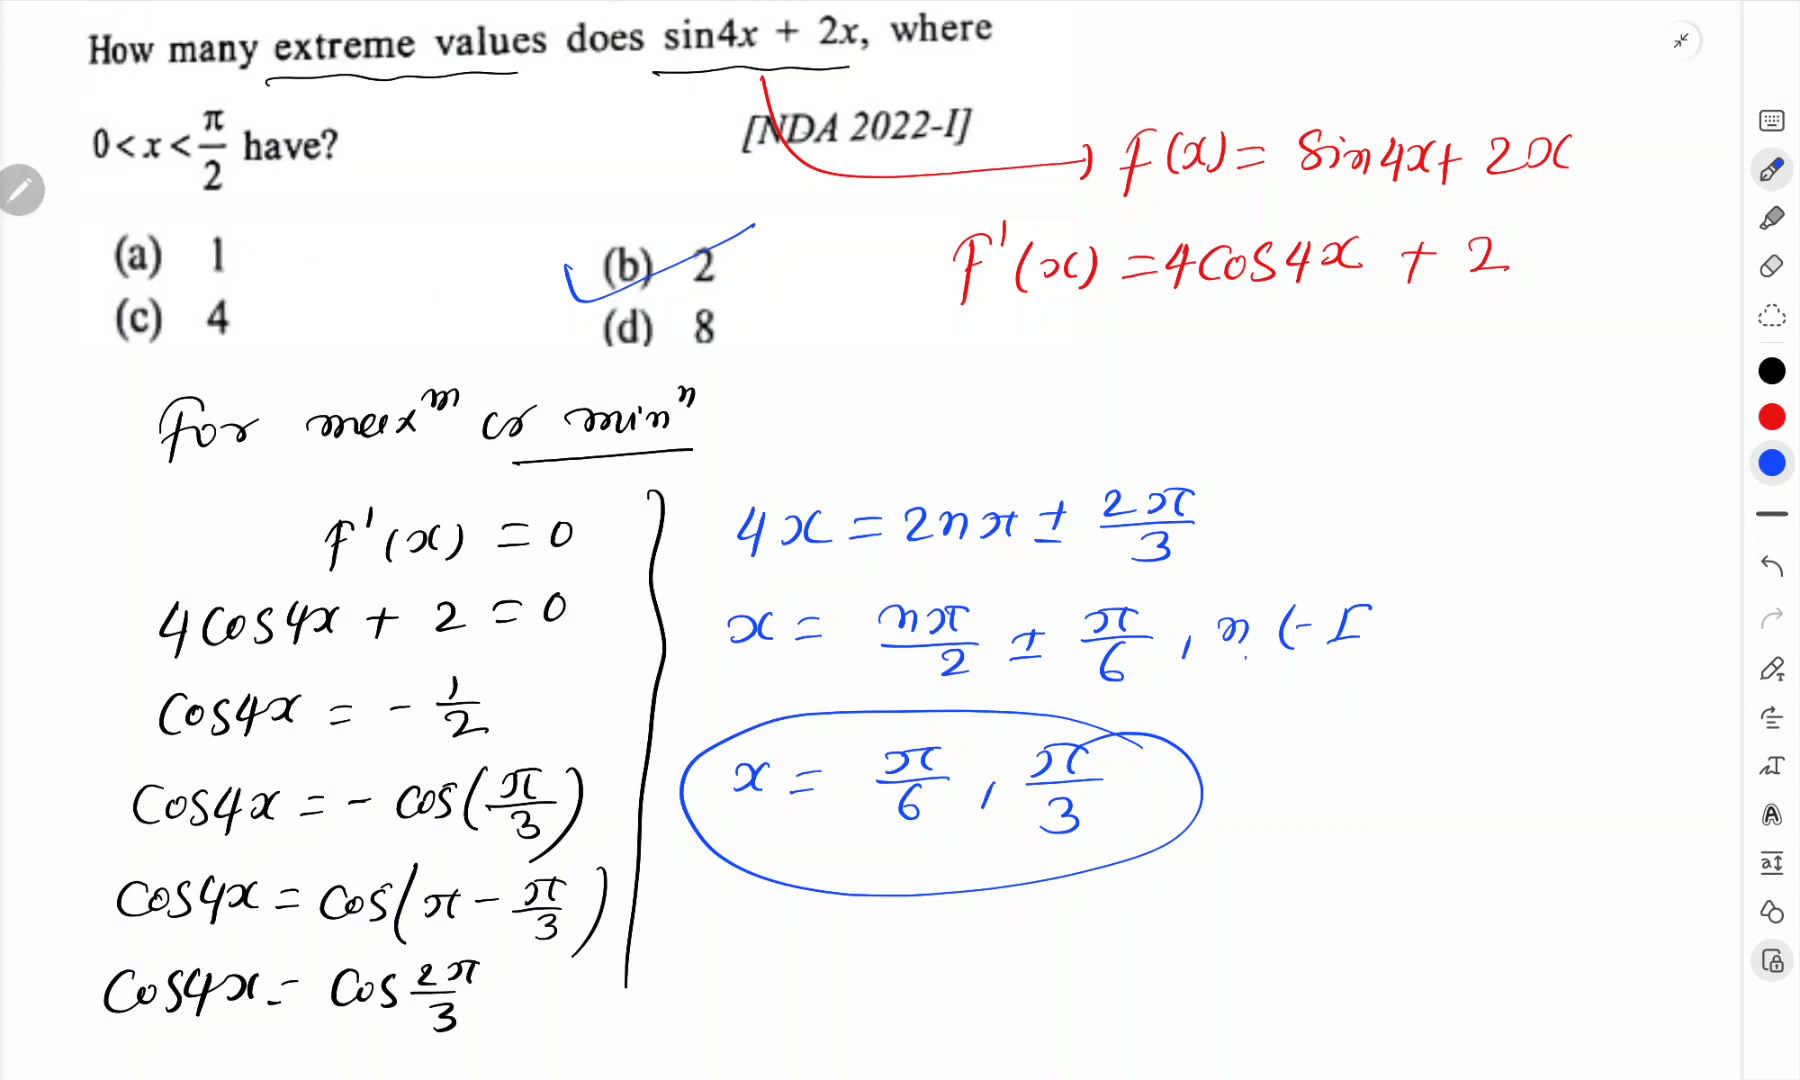 How many extreme values does sin4x + 2x, where
0 < x < π/2 have?
[NDA 2022-I]
(a) 1
(b) 2
(c) 4
(d) 8
f(x) = Sin4x + 2x
f'(x) = 4Cos4x + 2
For maxᵐ or minⁿ
f'(x) = 0
4Cos4x + 2 = 0
Cos4x = - 1/2
Cos4x = - cos(π/3)
Cos4x = Cos(π - π/3)
Cos4x = Cos 2π/3
4x = 2nπ ± 2π/3
x = nπ/2 ± π/6, n ∈ I
x = π/6, π/3